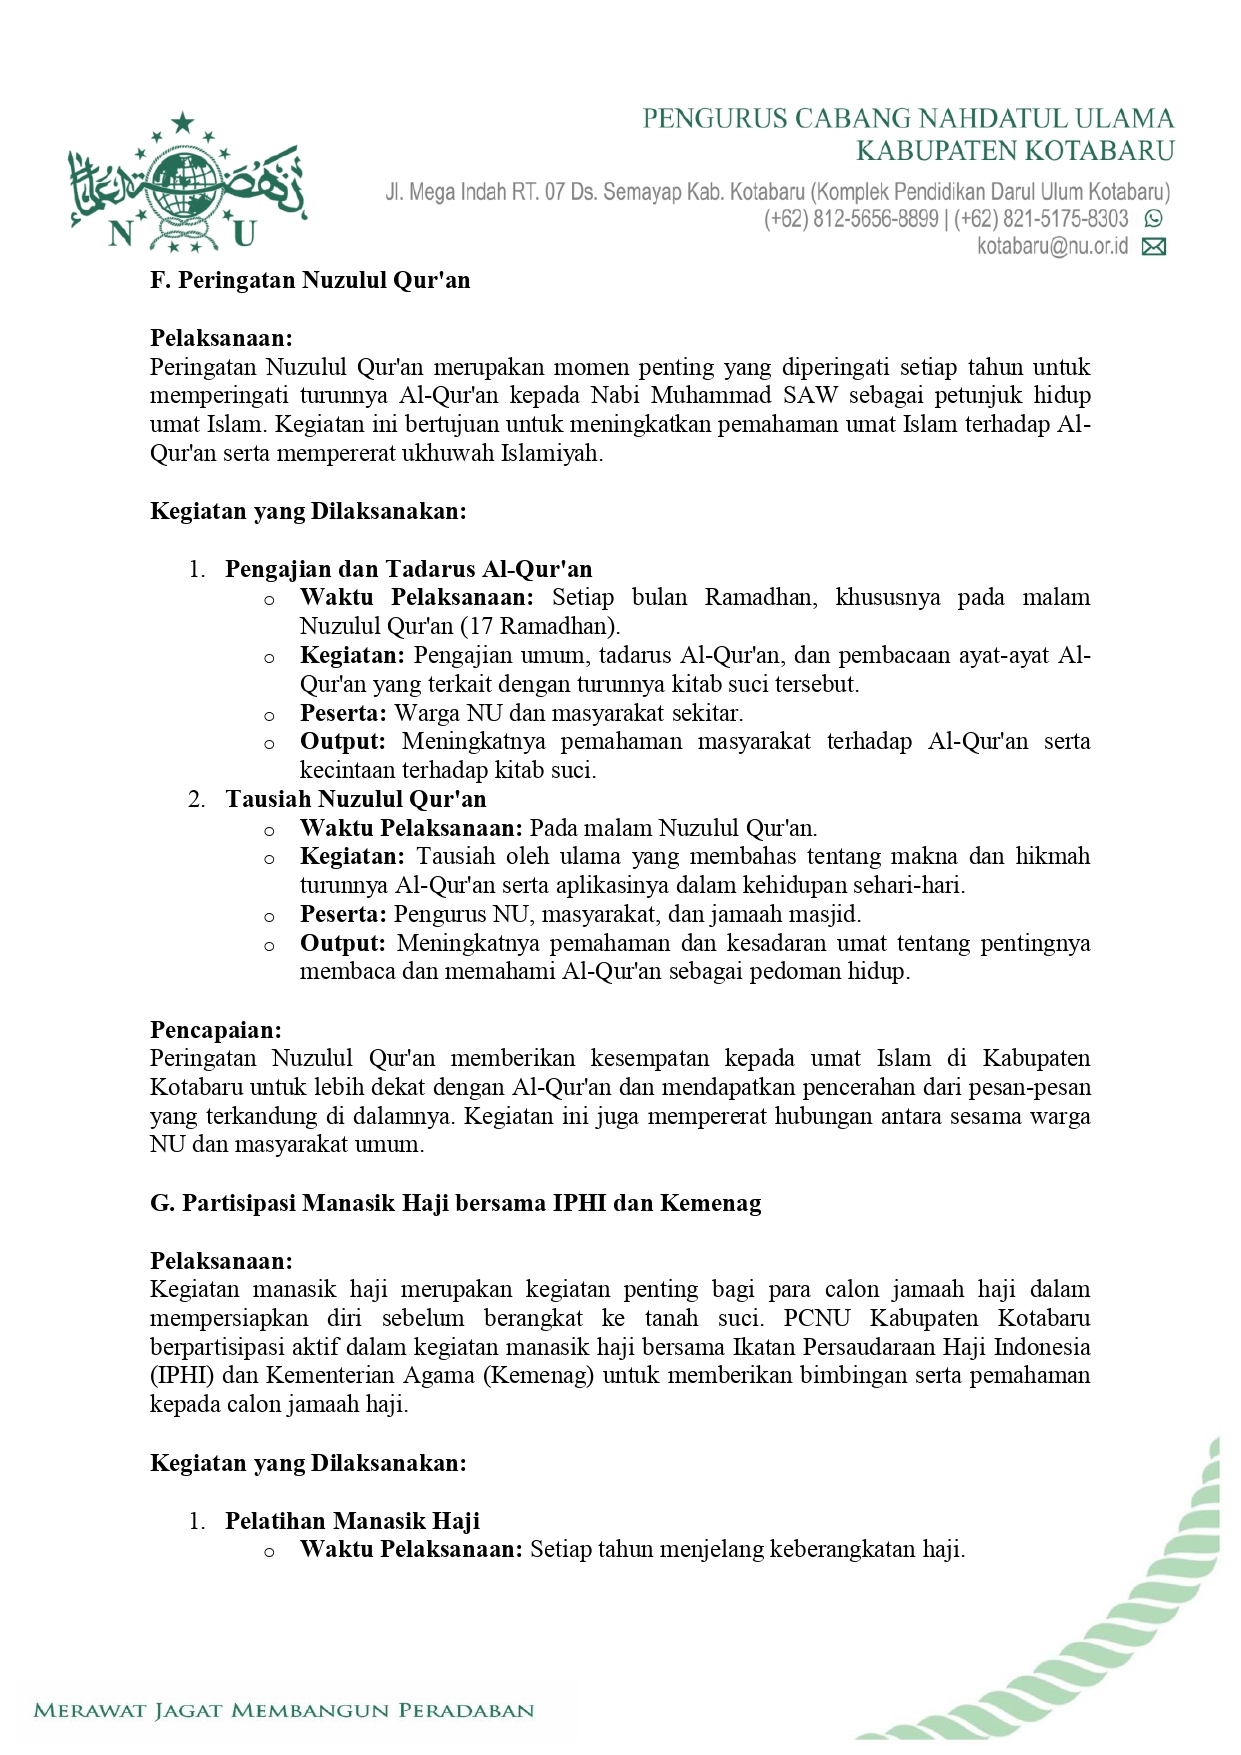 PENGURUS CABANG NAHDATUL ULAMA
KABUPATEN KOTABARU
Jl. Mega Indah RT. 07 Ds. Semayap Kab. Kotabaru (Komplek Pendidikan Darul Ulum Kotabaru)
(+62) 812-5656-8899 | (+62) 821-5175-8303
kotabaru@nu.or.id
نهضة العلماء
N U
F. Peringatan Nuzulul Qur'an
Pelaksanaan:
Peringatan Nuzulul Qur'an merupakan momen penting yang diperingati setiap tahun untuk
memperingati turunnya Al-Qur'an kepada Nabi Muhammad SAW sebagai petunjuk hidup
umat Islam. Kegiatan ini bertujuan untuk meningkatkan pemahaman umat Islam terhadap Al-
Qur'an serta mempererat ukhuwah Islamiyah.
Kegiatan yang Dilaksanakan:
1. Pengajian dan Tadarus Al-Qur'an
o Waktu Pelaksanaan: Setiap bulan Ramadhan, khususnya pada malam
Nuzulul Qur'an (17 Ramadhan).
o Kegiatan: Pengajian umum, tadarus Al-Qur'an, dan pembacaan ayat-ayat Al-
Qur'an yang terkait dengan turunnya kitab suci tersebut.
o Peserta: Warga NU dan masyarakat sekitar.
o Output: Meningkatnya pemahaman masyarakat terhadap Al-Qur'an serta
kecintaan terhadap kitab suci.
2. Tausiah Nuzulul Qur'an
o Waktu Pelaksanaan: Pada malam Nuzulul Qur'an.
o Kegiatan: Tausiah oleh ulama yang membahas tentang makna dan hikmah
turunnya Al-Qur'an serta aplikasinya dalam kehidupan sehari-hari.
o Peserta: Pengurus NU, masyarakat, dan jamaah masjid.
o Output: Meningkatnya pemahaman dan kesadaran umat tentang pentingnya
membaca dan memahami Al-Qur'an sebagai pedoman hidup.
Pencapaian:
Peringatan Nuzulul Qur'an memberikan kesempatan kepada umat Islam di Kabupaten
Kotabaru untuk lebih dekat dengan Al-Qur'an dan mendapatkan pencerahan dari pesan-pesan
yang terkandung di dalamnya. Kegiatan ini juga mempererat hubungan antara sesama warga
NU dan masyarakat umum.
G. Partisipasi Manasik Haji bersama IPHI dan Kemenag
Pelaksanaan:
Kegiatan manasik haji merupakan kegiatan penting bagi para calon jamaah haji dalam
mempersiapkan diri sebelum berangkat ke tanah suci. PCNU Kabupaten Kotabaru
berpartisipasi aktif dalam kegiatan manasik haji bersama Ikatan Persaudaraan Haji Indonesia
(IPHI) dan Kementerian Agama (Kemenag) untuk memberikan bimbingan serta pemahaman
kepada calon jamaah haji.
Kegiatan yang Dilaksanakan:
1. Pelatihan Manasik Haji
o Waktu Pelaksanaan: Setiap tahun menjelang keberangkatan haji.
MERAWAT JAGAT MEMBANGUN PERADABAN